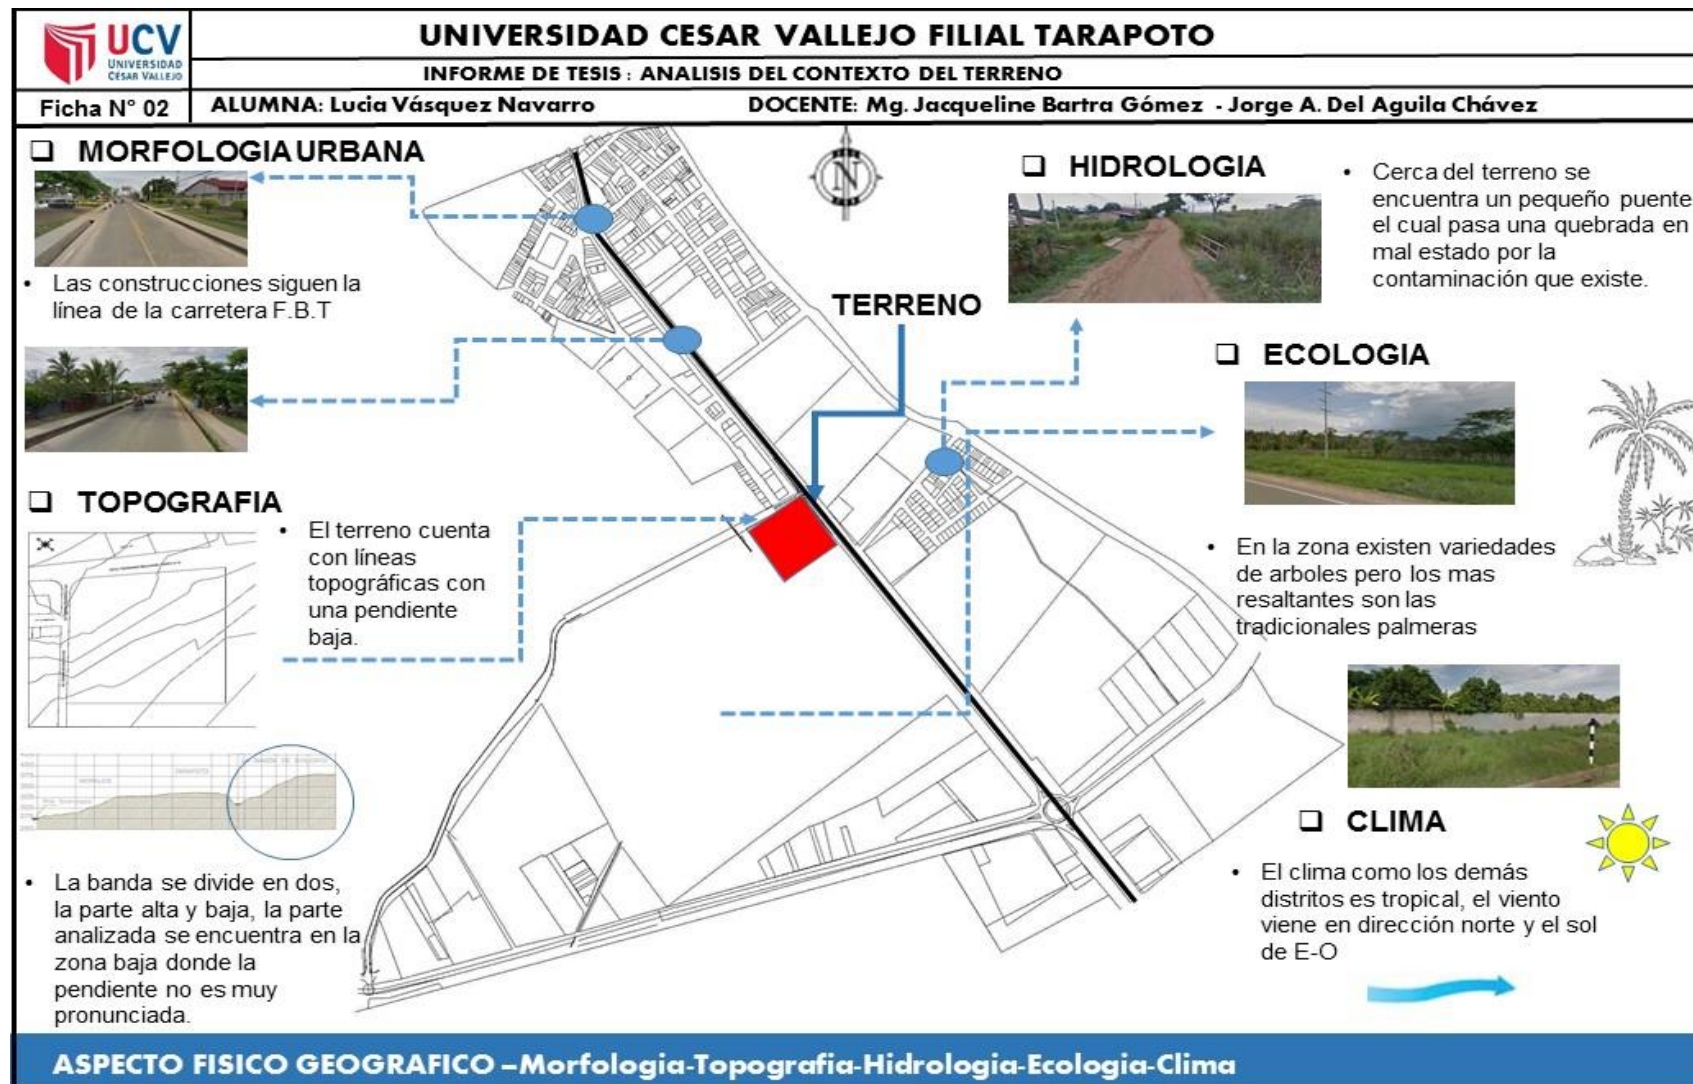 UCV
UNIVERSIDAD
CÉSAR VALLEJO
UNIVERSIDAD CESAR VALLEJO FILIAL TARAPOTO
INFORME DE TESIS : ANALISIS DEL CONTEXTO DEL TERRENO
Ficha N° 02
ALUMNA: Lucia Vásquez Navarro
DOCENTE: Mg. Jacqueline Bartra Gómez - Jorge A. Del Aguila Chávez
MORFOLOGIA URBANA
• Las construcciones siguen la
línea de la carretera F.B.T
TOPOGRAFIA
• El terreno cuenta
con líneas
topográficas con
una pendiente
baja.
• La banda se divide en dos,
la parte alta y baja, la parte
analizada se encuentra en la
zona baja donde la
pendiente no es muy
pronunciada.
N
TERRENO
HIDROLOGIA
• Cerca del terreno se
encuentra un pequeño puente
el cual pasa una quebrada en
mal estado por la
contaminación que existe.
ECOLOGIA
• En la zona existen variedades
de arboles pero los mas
resaltantes son las
tradicionales palmeras
CLIMA
• El clima como los demás
distritos es tropical, el viento
viene en dirección norte y el sol
de E-O
ASPECTO FISICO GEOGRAFICO –Morfologia-Topografia-Hidrologia-Ecologia-Clima